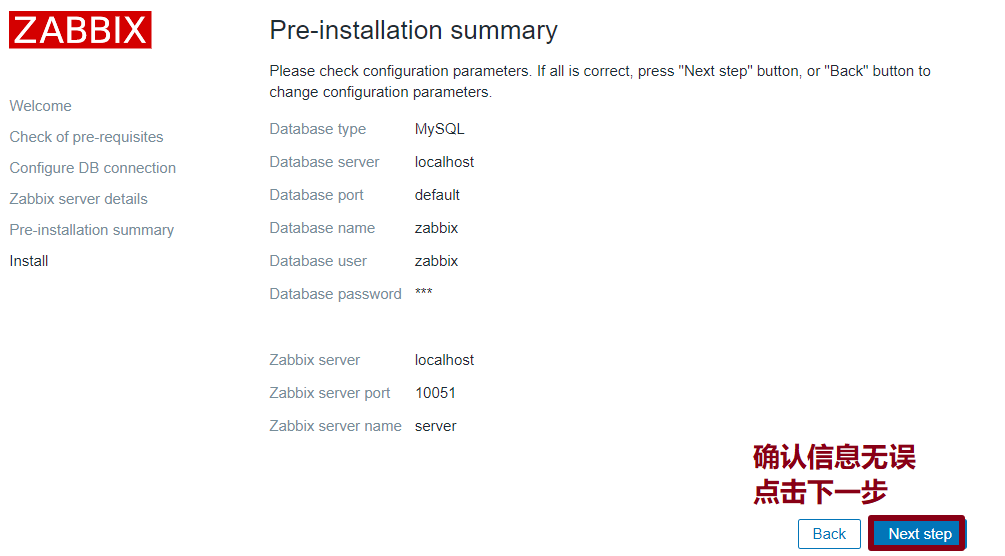 ZABBIX
Welcome
Check of pre-requisites
Configure DB connection
Zabbix server details
Pre-installation summary
Install
Pre-installation summary
Please check configuration parameters. If all is correct, press "Next step" button, or "Back" button to
change configuration parameters.
Database type MySQL
Database server localhost
Database port default
Database name zabbix
Database user zabbix
Database password ***
Zabbix server localhost
Zabbix server port 10051
Zabbix server name server
确认信息无误
点击下一步
Back Next step